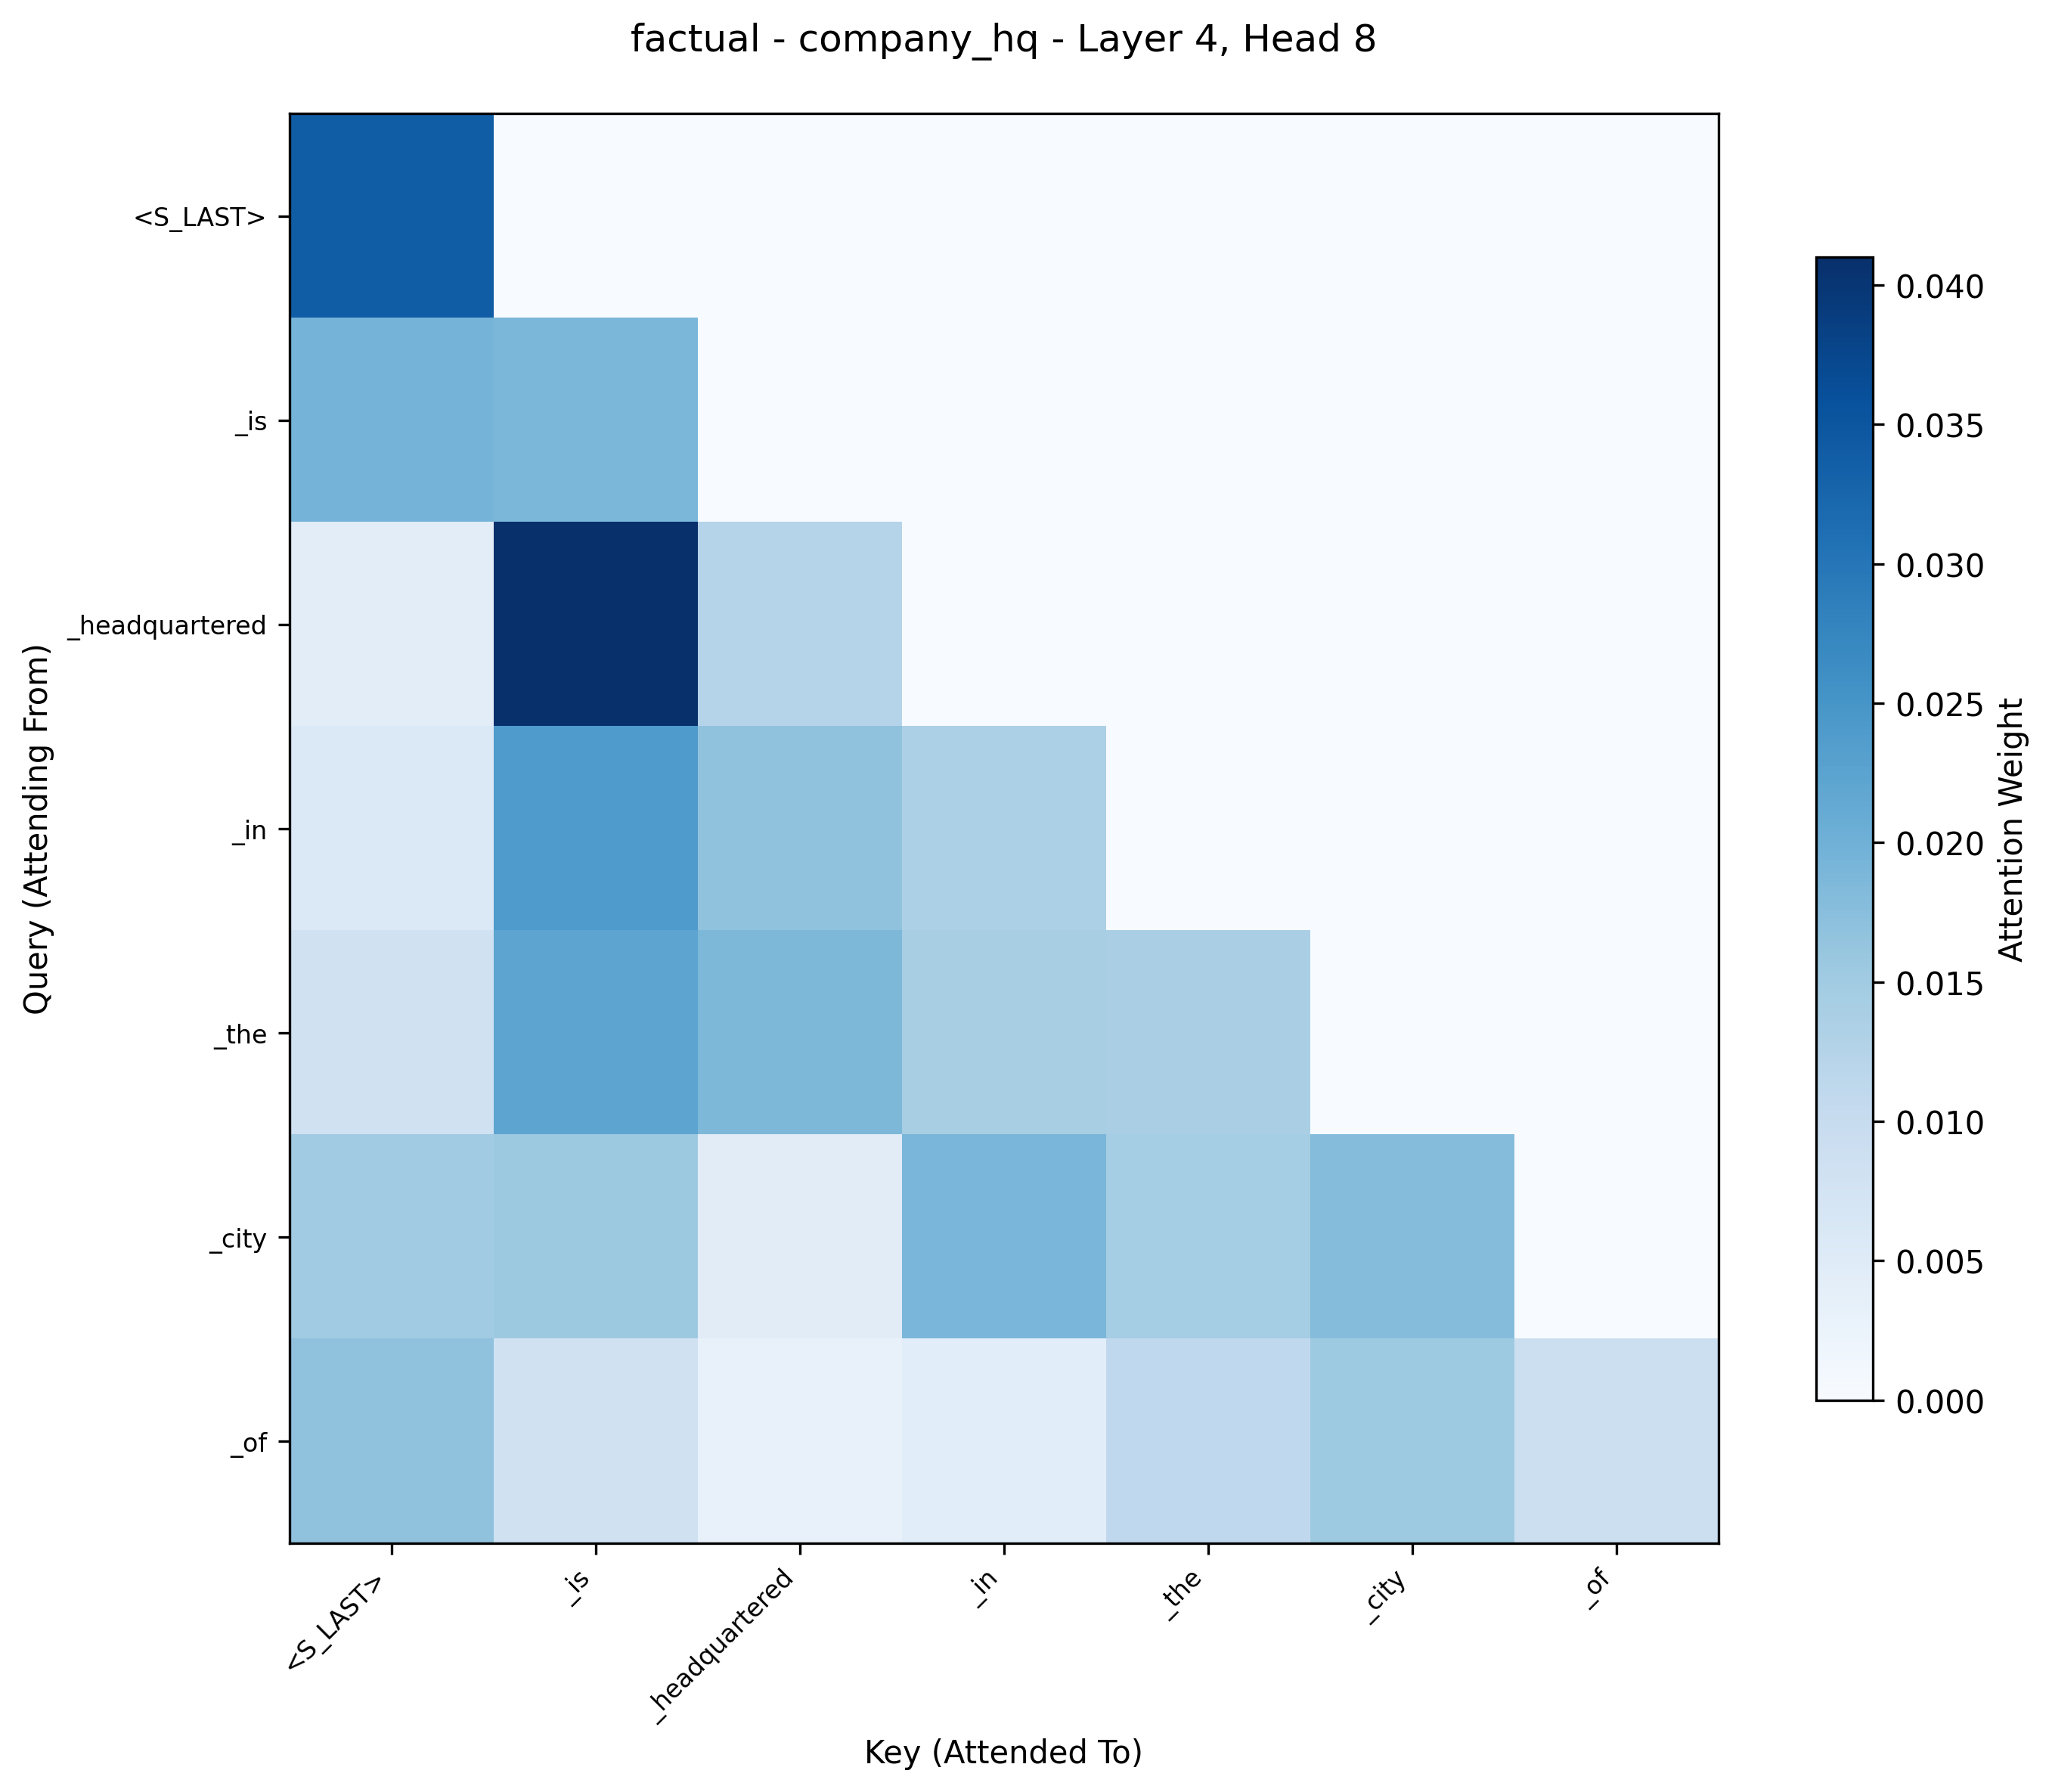 factual - company_hq - Layer 4, Head 8
Query (Attending From)
<S_LAST>
_is
_headquartered
_in
_the
_city
_of
<S_LAST>
_is
_headquartered
_in
_the
_city
_of
Key (Attended To)
0.040
0.035
0.030
0.025
0.020
0.015
0.010
0.005
0.000
Attention Weight